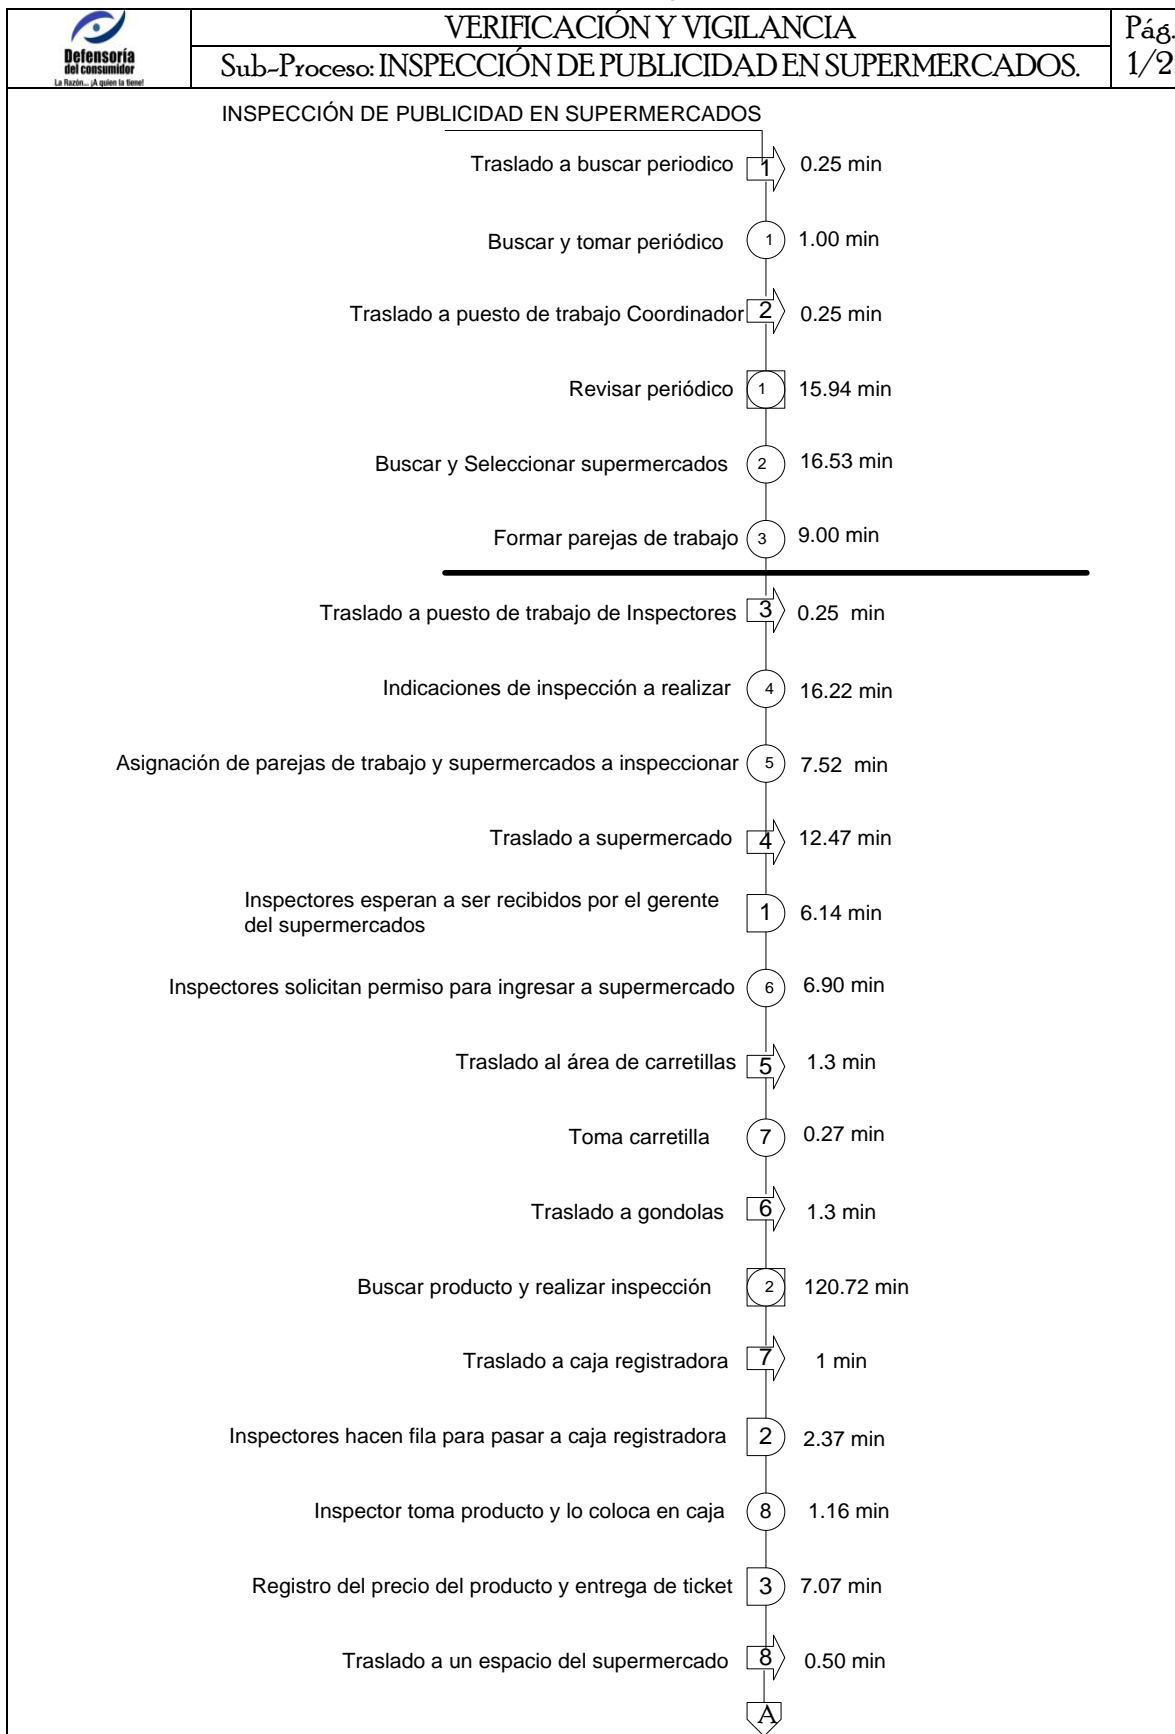 Defensoría
del consumidor
La Razón... ¡A quien la tiene!
VERIFICACIÓN Y VIGILANCIA
Pág.
Sub-Proceso: INSPECCIÓN DE PUBLICIDAD EN SUPERMERCADOS.
1/2
INSPECCIÓN DE PUBLICIDAD EN SUPERMERCADOS
Traslado a buscar periodico 1 0.25 min
Buscar y tomar periódico 1 1.00 min
Traslado a puesto de trabajo Coordinador 2 0.25 min
Revisar periódico 1 15.94 min
Buscar y Seleccionar supermercados 2 16.53 min
Formar parejas de trabajo 3 9.00 min
Traslado a puesto de trabajo de Inspectores 3 0.25 min
Indicaciones de inspección a realizar 4 16.22 min
Asignación de parejas de trabajo y supermercados a inspeccionar 5 7.52 min
Traslado a supermercado 4 12.47 min
Inspectores esperan a ser recibidos por el gerente
del supermercados 1 6.14 min
Inspectores solicitan permiso para ingresar a supermercado 6 6.90 min
Traslado al área de carretillas 5 1.3 min
Toma carretilla 7 0.27 min
Traslado a gondolas 6 1.3 min
Buscar producto y realizar inspección 2 120.72 min
Traslado a caja registradora 7 1 min
Inspectores hacen fila para pasar a caja registradora 2 2.37 min
Inspector toma producto y lo coloca en caja 8 1.16 min
Registro del precio del producto y entrega de ticket 3 7.07 min
Traslado a un espacio del supermercado 8 0.50 min
A